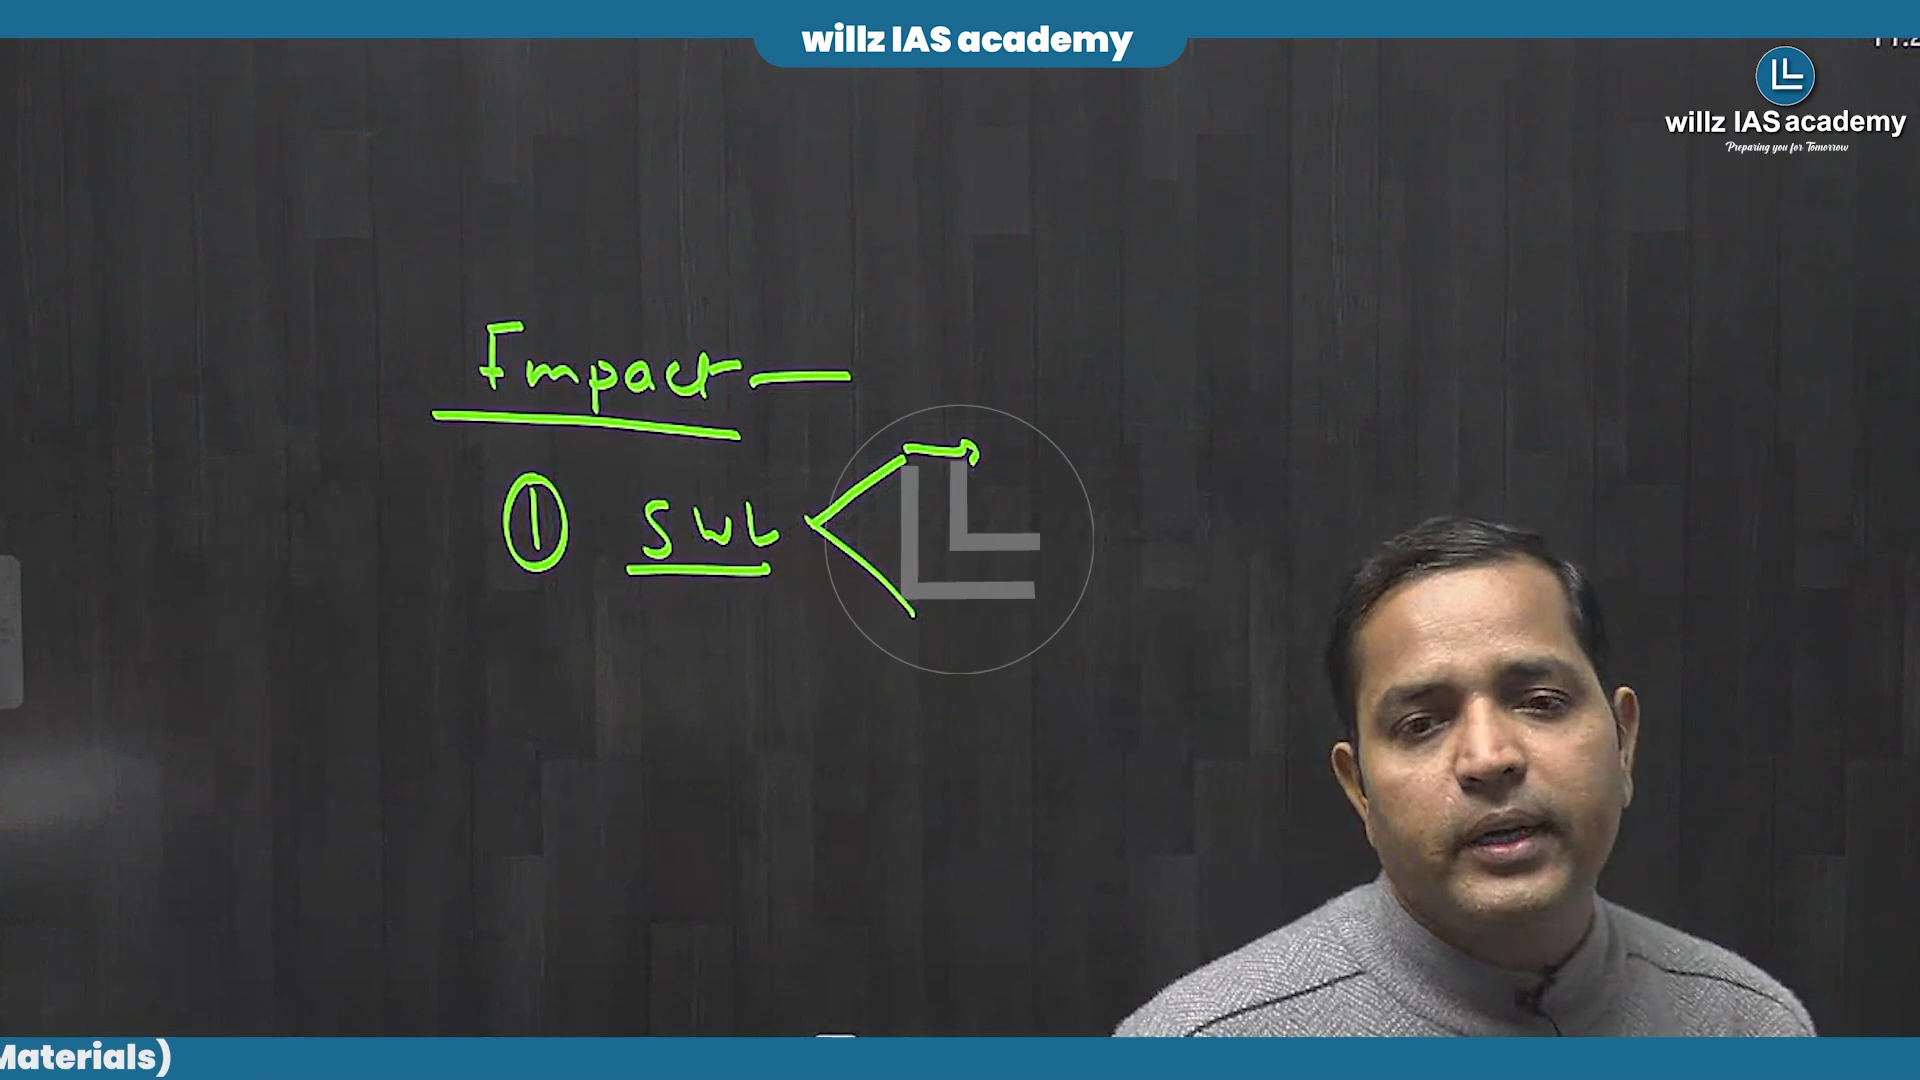 willz IAS academy
willz IAS academy
Preparing you for Tomorrow
Impact —
① SWL
Materials)